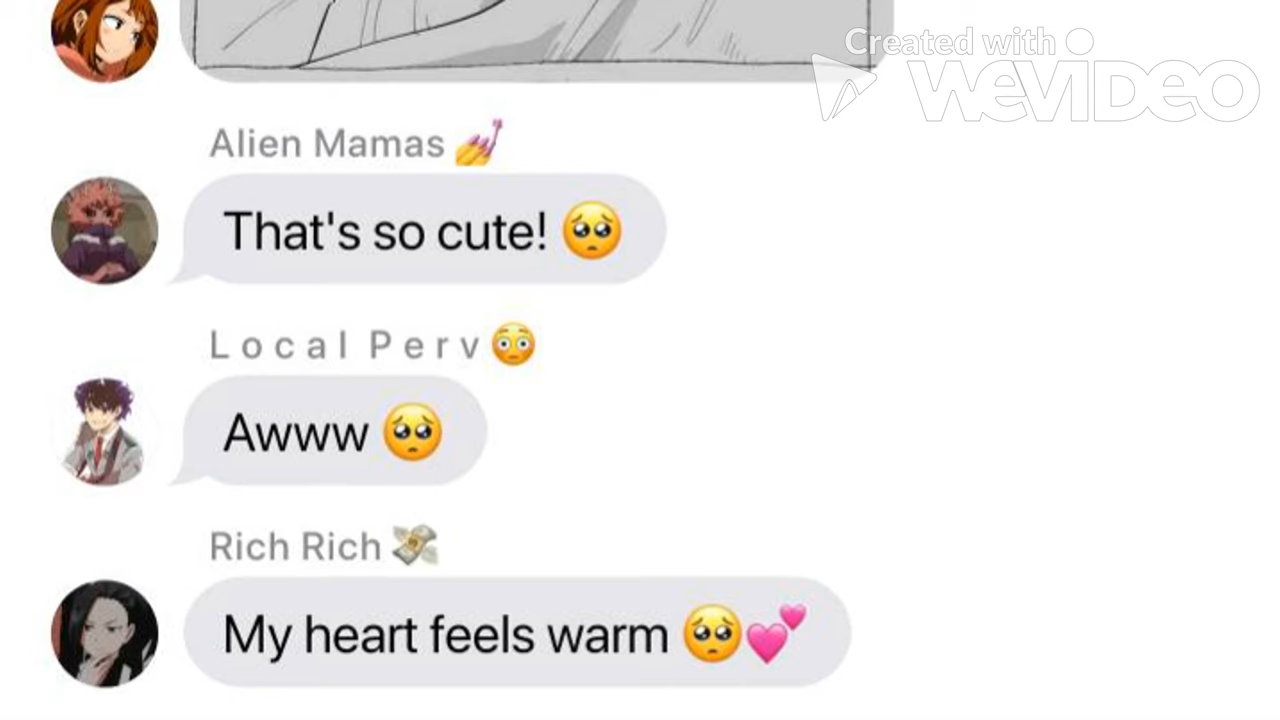 Created with
WEVIDEO
Alien Mamas 💅
That's so cute! 🥺
Local Perv 😳
Awww 🥺
Rich Rich 💸
My heart feels warm 🥺💕